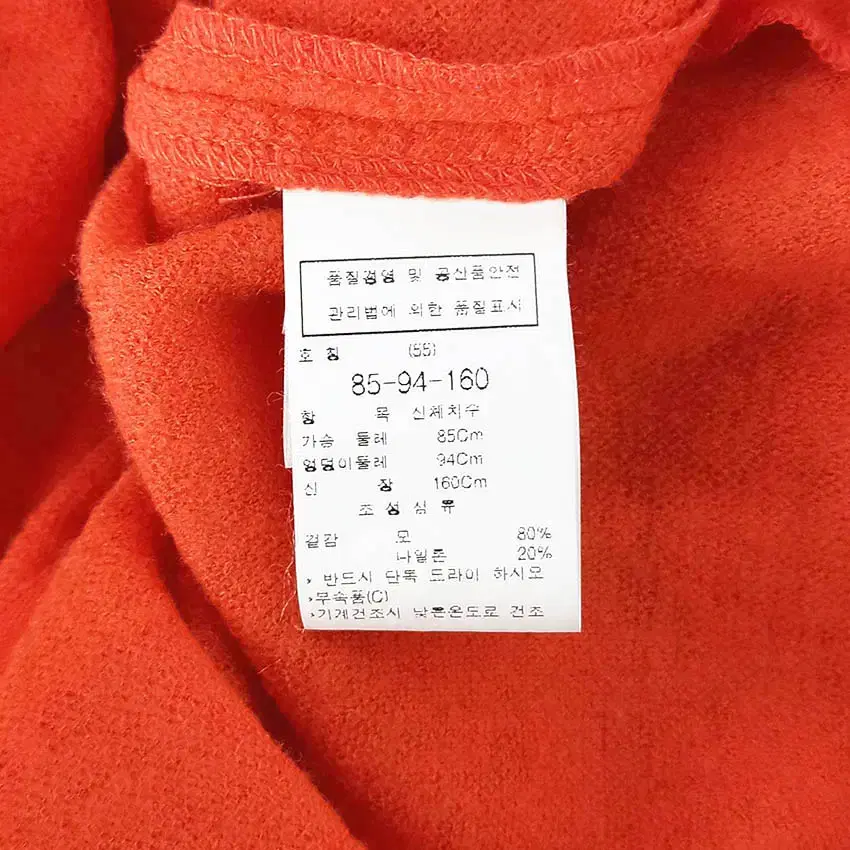 품질경영 및 공산품안전
관리법에 의한 품질표시
호 칭 (55)
85-94-160
항 목 신체치수
가슴 둘레 85Cm
엉덩이둘레 94Cm
신 장 160Cm
조 성 섬 유
겉감 모 80%
나일론 20%
, 반드시 단독 드라이 하시오
,부속품(C)
,기계건조시 낮은온도로 건조